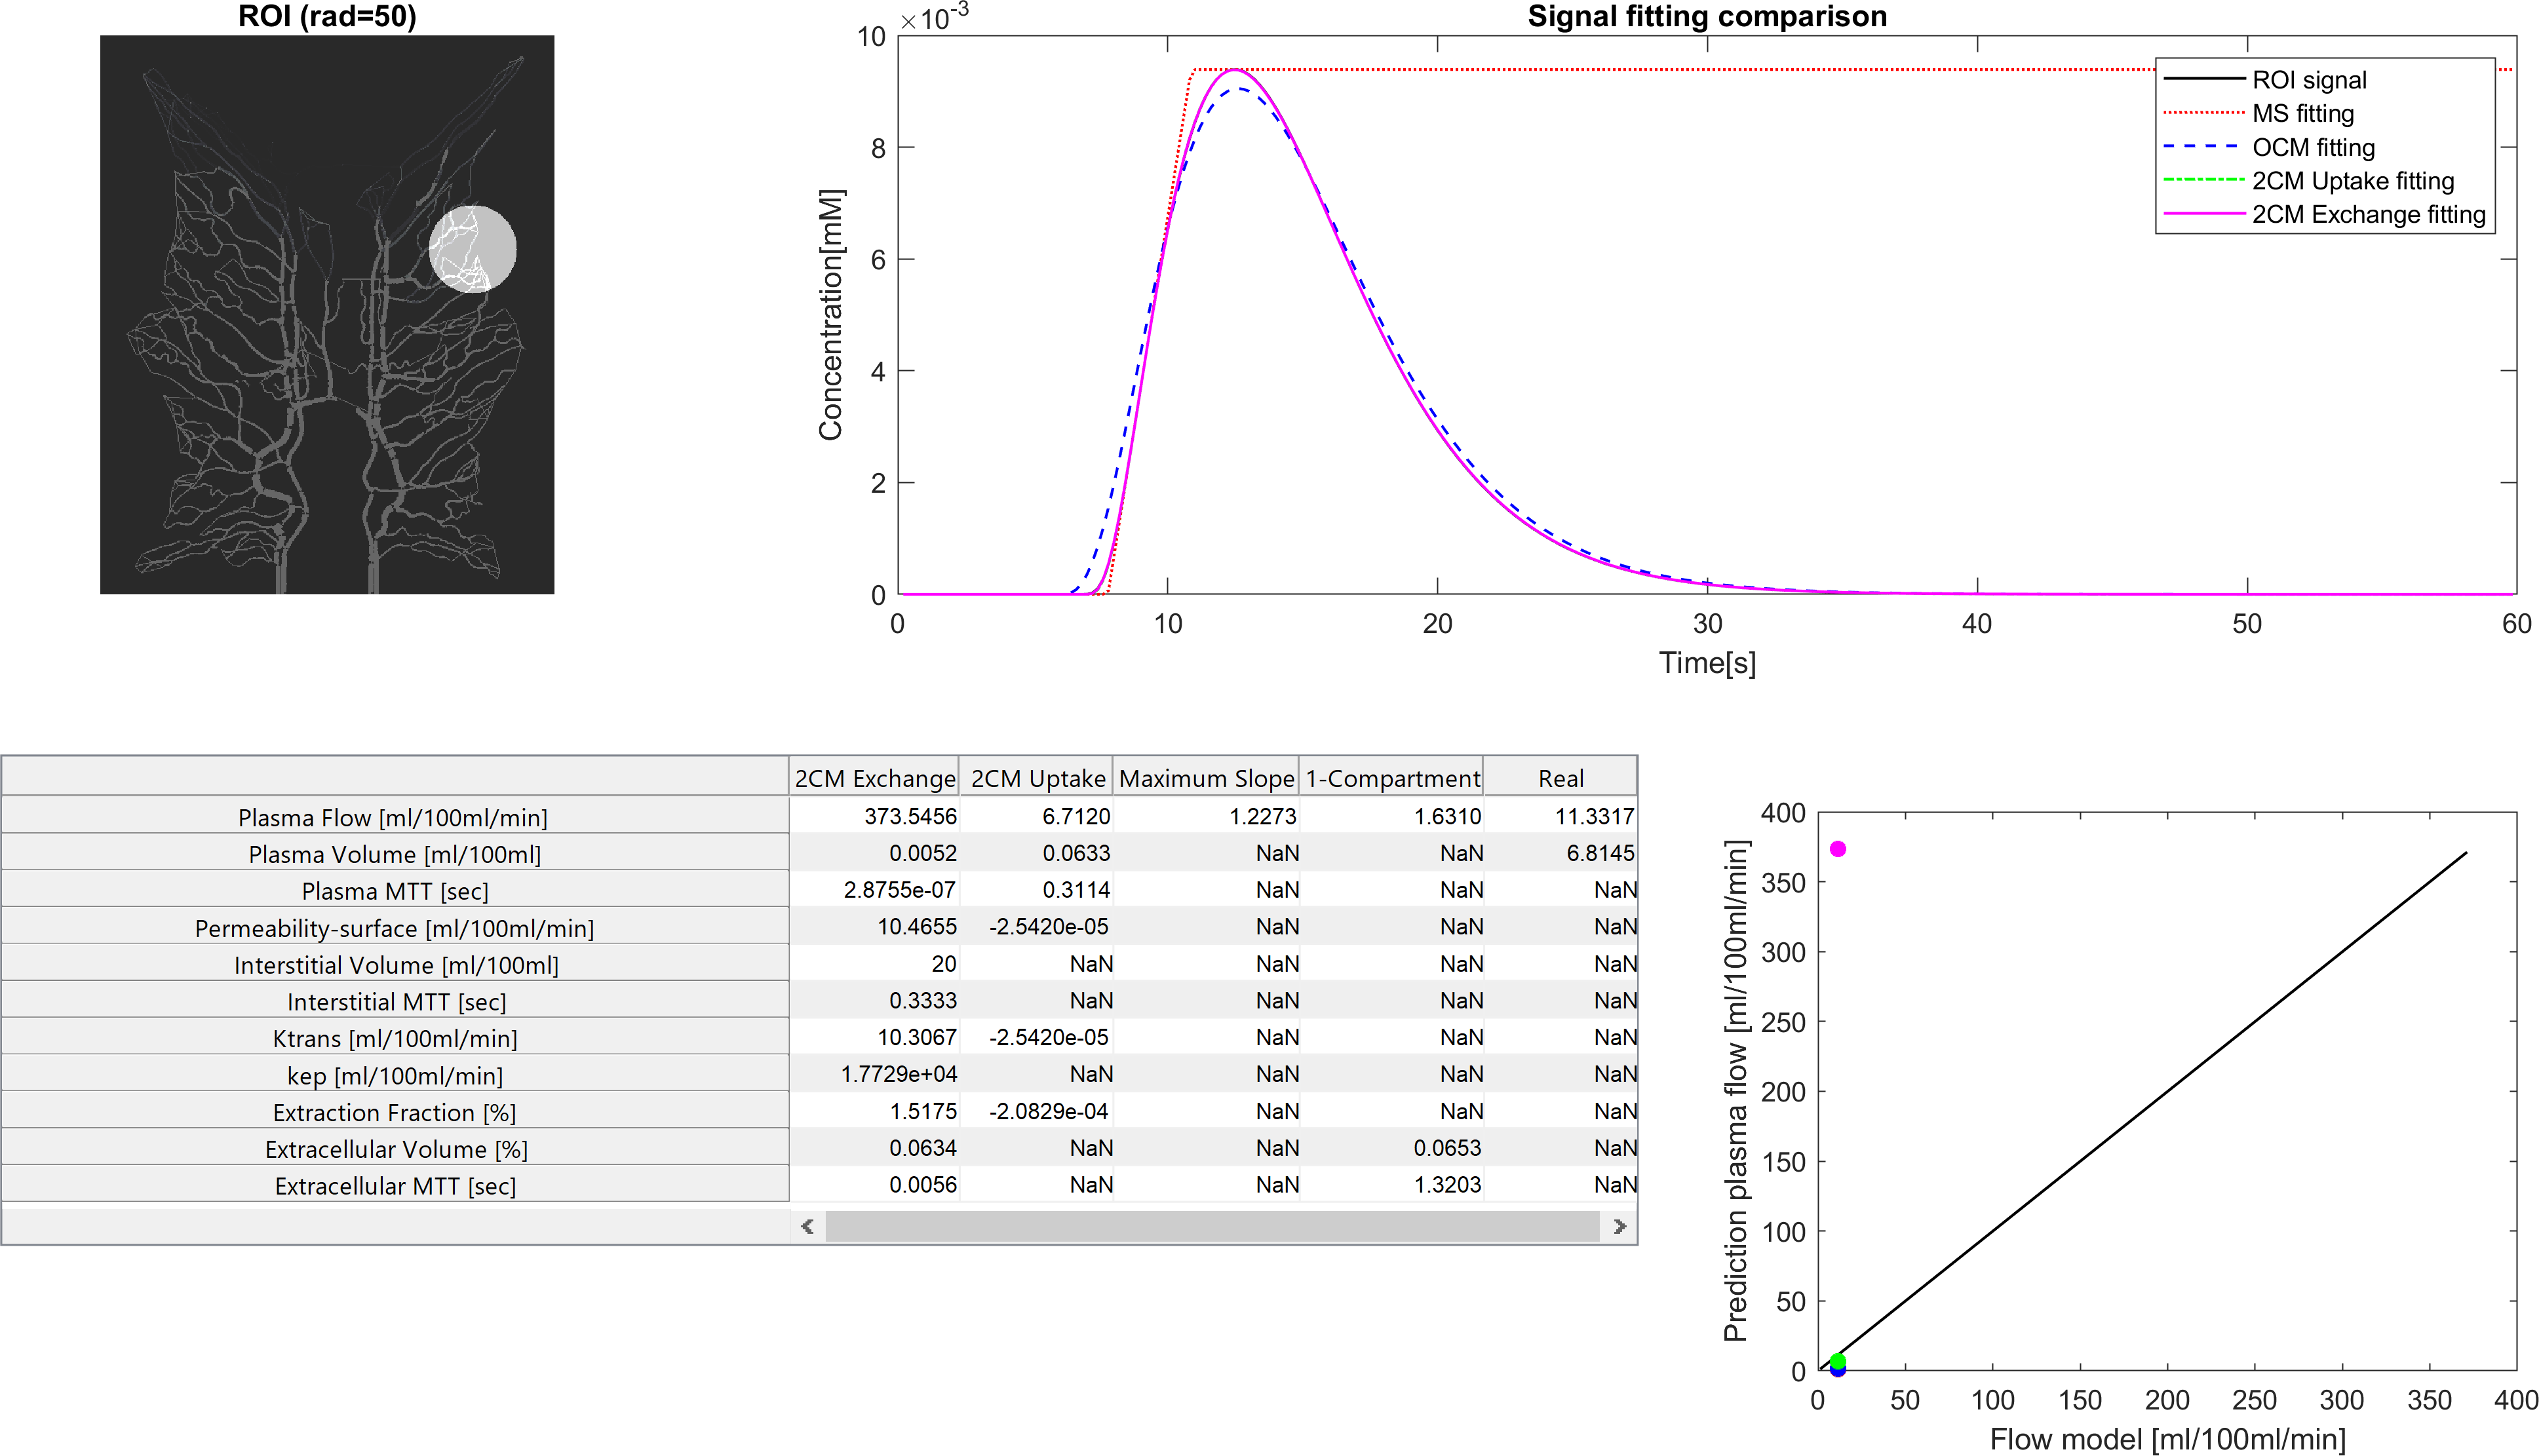 ROI (rad=50)
Signal fitting comparison
×10-3
10
8
6
4
2
0
Concentration[mM]
0 10 20 30 40 50 60
Time[s]
ROI signal
MS fitting
OCM fitting
2CM Uptake fitting
2CM Exchange fitting
2CM Exchange 2CM Uptake Maximum Slope 1-Compartment Real
Plasma Flow [ml/100ml/min] 373.5456 6.7120 1.2273 1.6310 11.3317
Plasma Volume [ml/100ml] 0.0052 0.0633 NaN NaN 6.8145
Plasma MTT [sec] 2.8755e-07 0.3114 NaN NaN NaN
Permeability-surface [ml/100ml/min] 10.4655 -2.5420e-05 NaN NaN NaN
Interstitial Volume [ml/100ml] 20 NaN NaN NaN NaN
Interstitial MTT [sec] 0.3333 NaN NaN NaN NaN
Ktrans [ml/100ml/min] 10.3067 -2.5420e-05 NaN NaN NaN
kep [ml/100ml/min] 1.7729e+04 NaN NaN NaN NaN
Extraction Fraction [%] 1.5175 -2.0829e-04 NaN NaN NaN
Extracellular Volume [%] 0.0634 NaN NaN 0.0653 NaN
Extracellular MTT [sec] 0.0056 NaN NaN 1.3203 NaN
Prediction plasma flow [ml/100ml/min]
400
350
300
250
200
150
100
50
0
0 50 100 150 200 250 300 350 400
Flow model [ml/100ml/min]